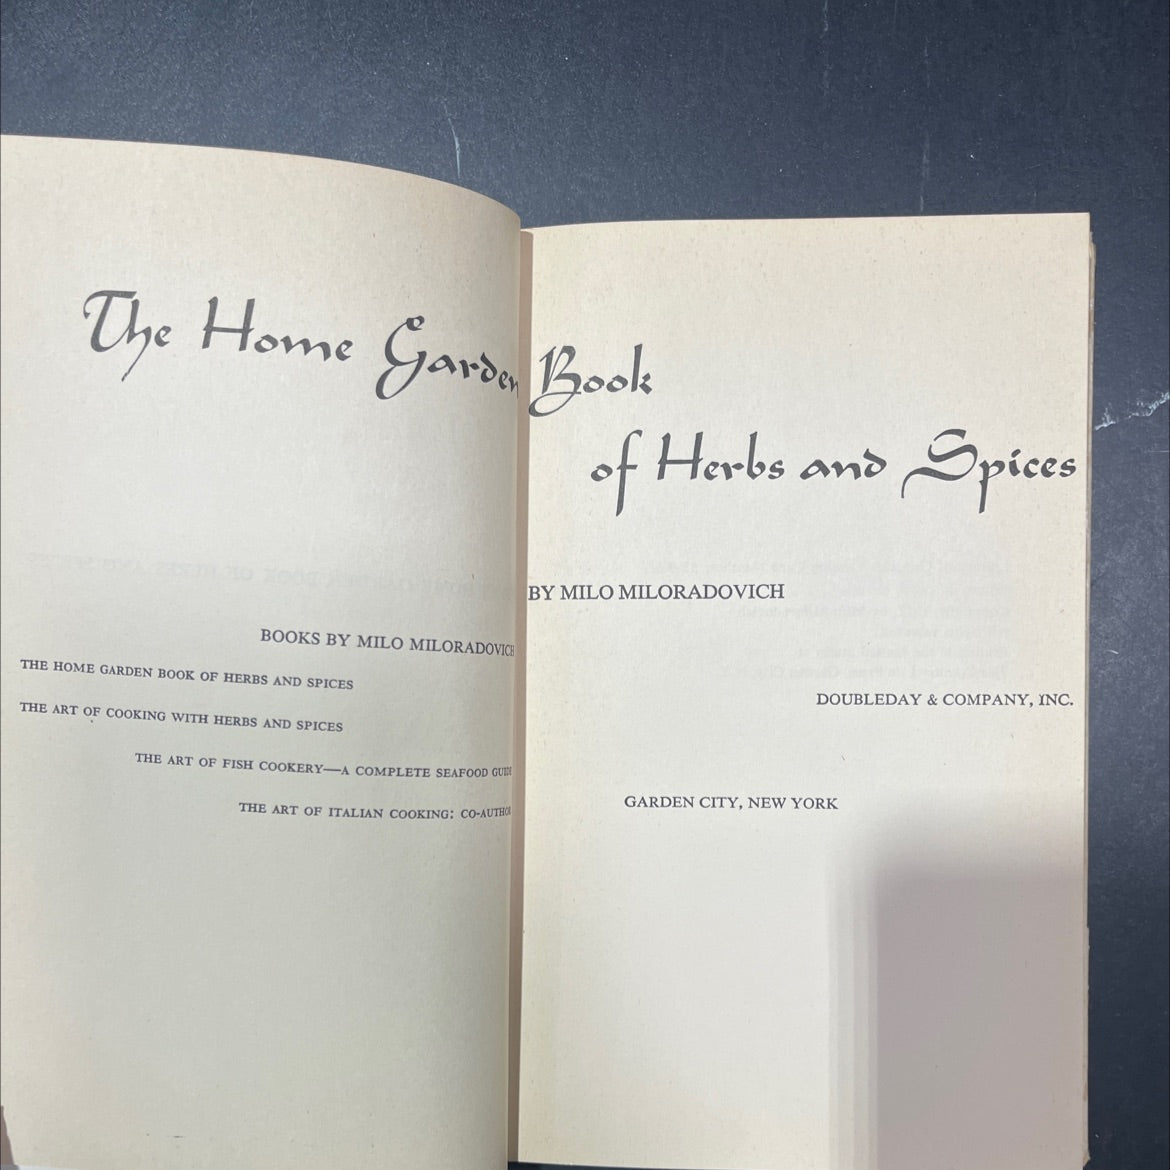 The Home Garden Book
of Herbs and Spices
BOOKS BY MILO MILORADOVICH
THE HOME GARDEN BOOK OF HERBS AND SPICES
THE ART OF COOKING WITH HERBS AND SPICES
THE ART OF FISH COOKERY—A COMPLETE SEAFOOD GUIDE
THE ART OF ITALIAN COOKING: CO-AUTHOR
BY MILO MILORADOVICH
DOUBLEDAY & COMPANY, INC.
GARDEN CITY, NEW YORK